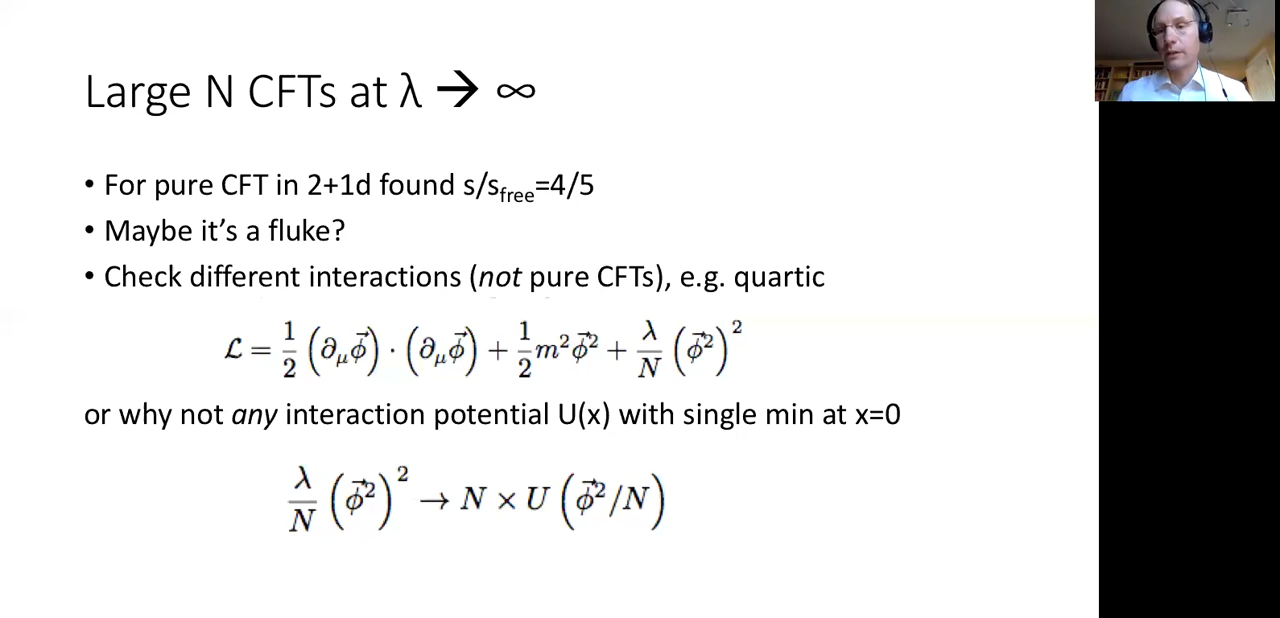 Large N CFTs at λ → ∞
• For pure CFT in 2+1d found s/s_free=4/5
• Maybe it's a fluke?
• Check different interactions (not pure CFTs), e.g. quartic
ℒ = 1/2 (∂_μ ϕ⃗) · (∂_μ ϕ⃗) + 1/2 m² ϕ⃗² + λ/N (ϕ⃗²)²
or why not any interaction potential U(x) with single min at x=0
λ/N (ϕ⃗²)² → N × U (ϕ⃗²/N)